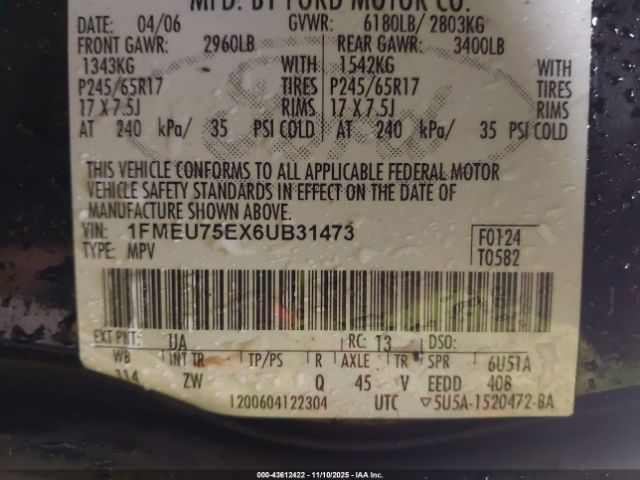 MFD. BY FORD MOTOR CO.
DATE: 04/06 GVWR: 6180LB/ 2803KG
FRONT GAWR: 2960LB REAR GAWR: 3400LB
1343KG WITH 1542KG WITH
P245/65R17 TIRES P245/65R17 TIRES
17 X 7.5J RIMS 17 X 7.5J RIMS
AT 240 kPa/ 35 PSI COLD AT 240 kPa/ 35 PSI COLD
THIS VEHICLE CONFORMS TO ALL APPLICABLE FEDERAL MOTOR
VEHICLE SAFETY STANDARDS IN EFFECT ON THE DATE OF
MANUFACTURE SHOWN ABOVE.
VIN: 1FMEU75EX6UB31473 F0124
TYPE: MPV T0582
EXT PNT: UA RC: 13 DSO:
WB INT TR TP/PS R AXLE TR SPR 6U51A
114 ZW Q 45 V EEDD 40B
1200604122304 UTC ▽5U5A-1520472-BA
000-43612422 — 11/10/2025 — IAAI.COM